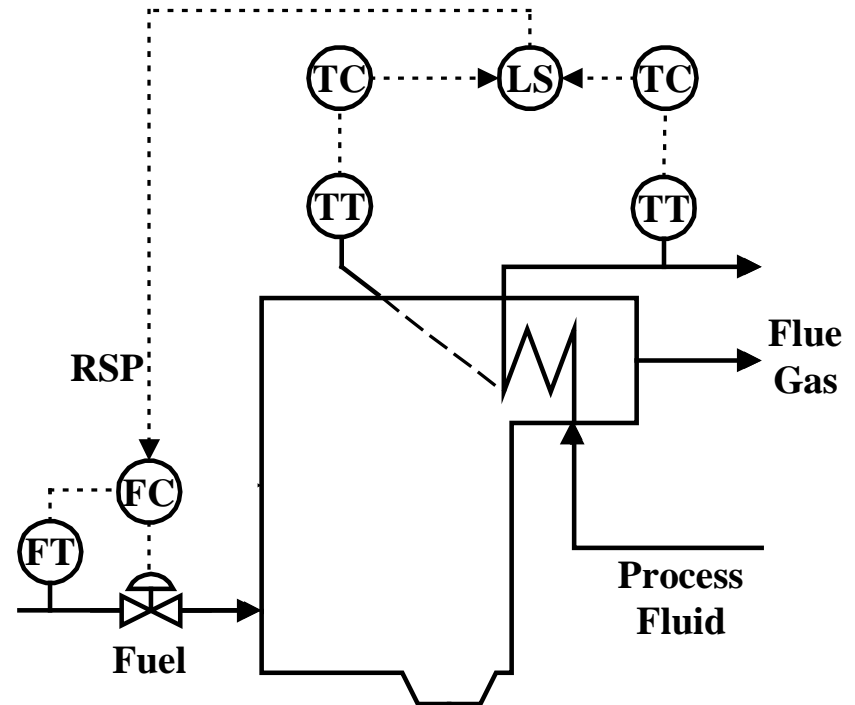 TC
LS
TC
TT
TT
Flue
Gas
RSP
FC
FT
Process
Fluid
Fuel